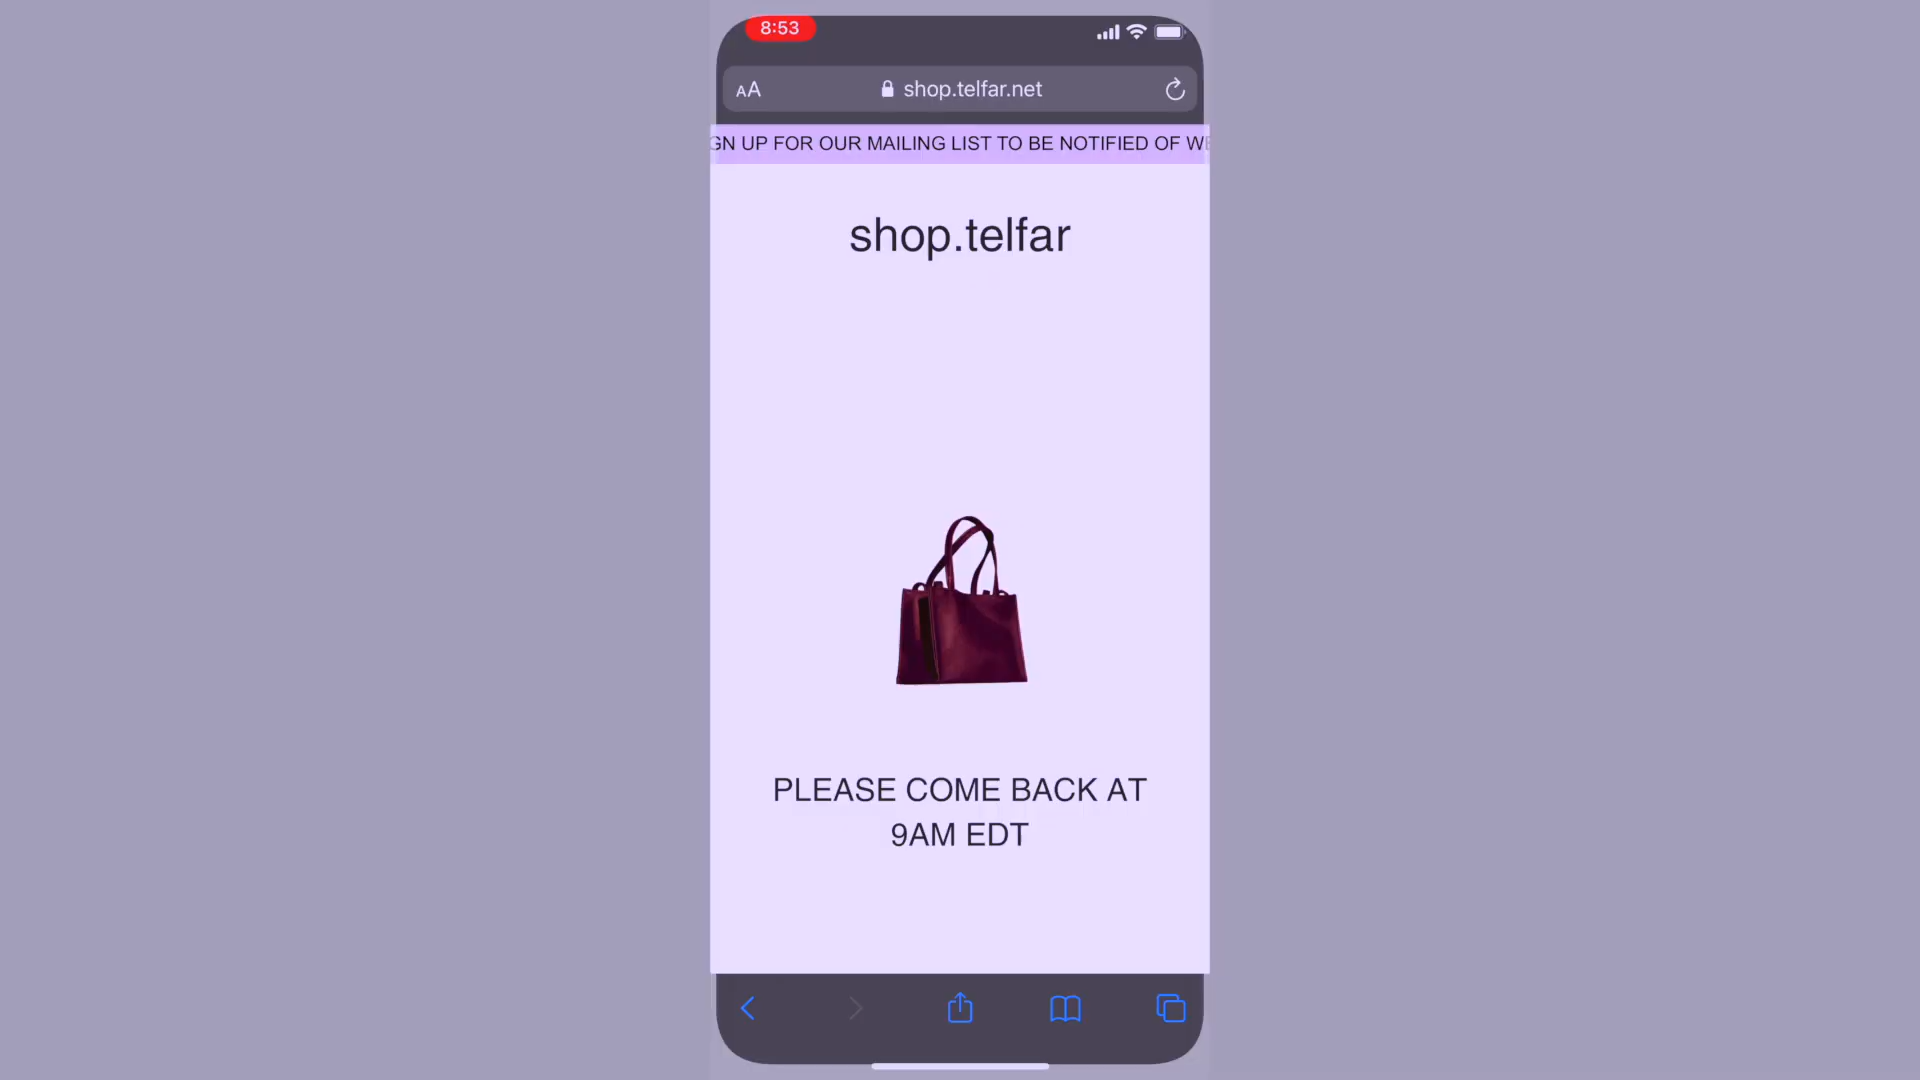 8:53
AA
shop.telfar.net
GN UP FOR OUR MAILING LIST TO BE NOTIFIED OF WE
shop.telfar
PLEASE COME BACK AT
9AM EDT